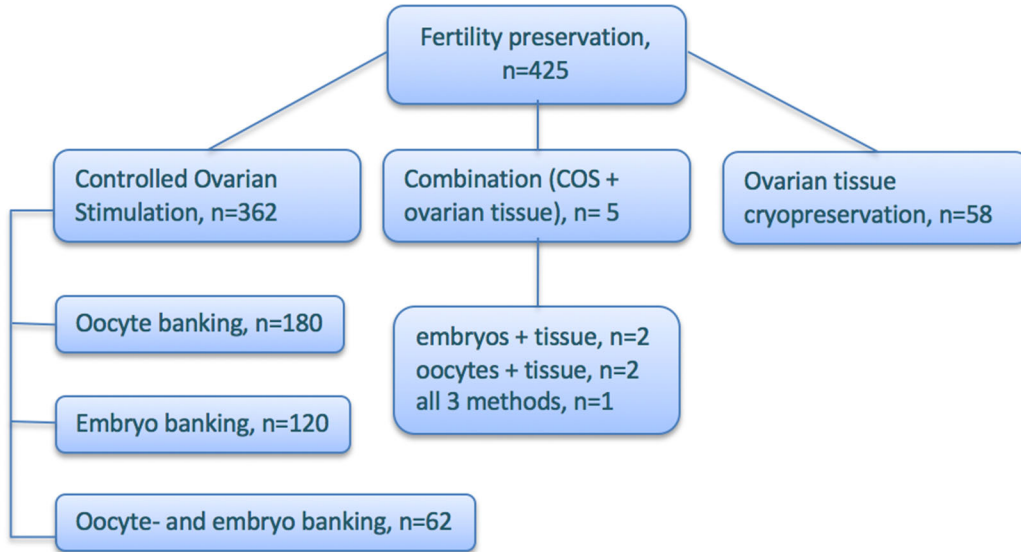 Fertility preservation,
n=425
Controlled Ovarian
Stimulation, n=362
Combination (COS +
ovarian tissue), n= 5
Ovarian tissue
cryopreservation, n=58
Oocyte banking, n=180
embryos + tissue, n=2
oocytes + tissue, n=2
all 3 methods, n=1
Embryo banking, n=120
Oocyte- and embryo banking, n=62